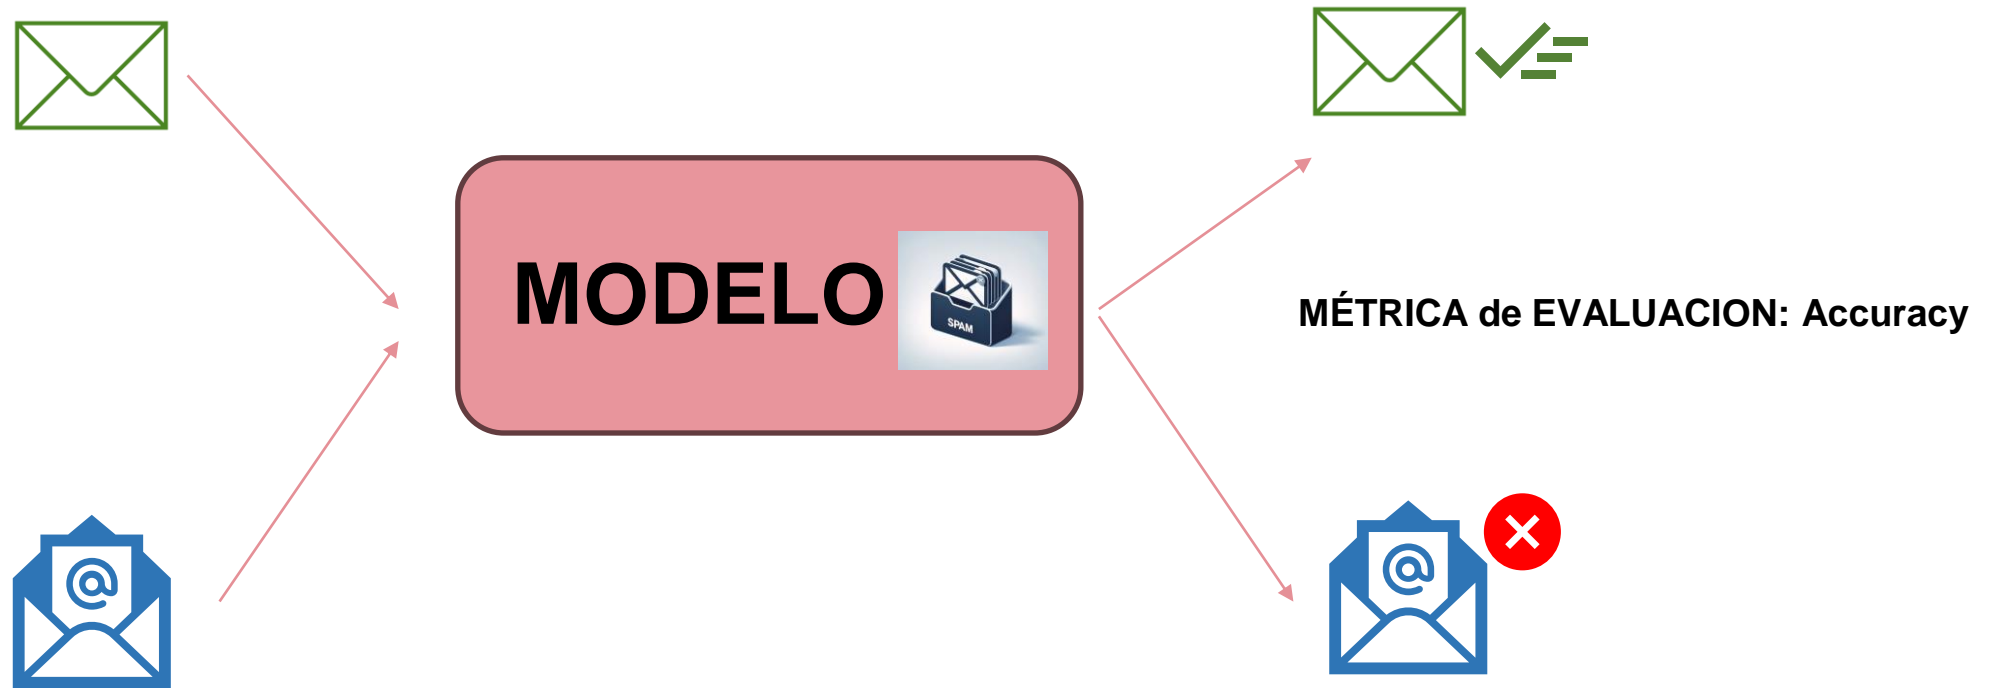 MODELO
SPAM
MÉTRICA de EVALUACION: Accuracy
@
@